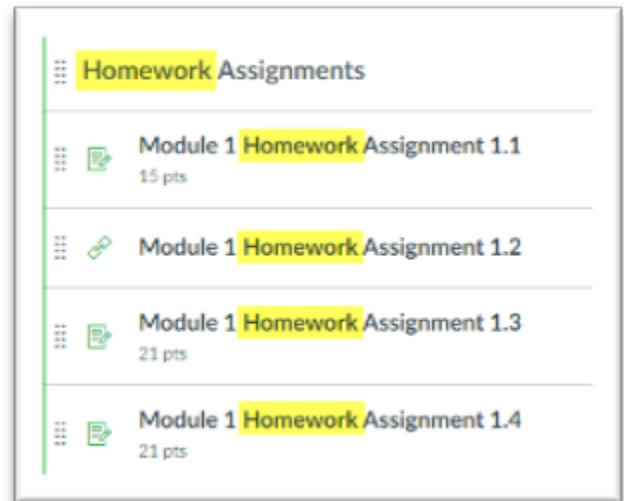 Homework Assignments
Module 1 Homework Assignment 1.1
15 pts
Module 1 Homework Assignment 1.2
Module 1 Homework Assignment 1.3
21 pts
Module 1 Homework Assignment 1.4
21 pts